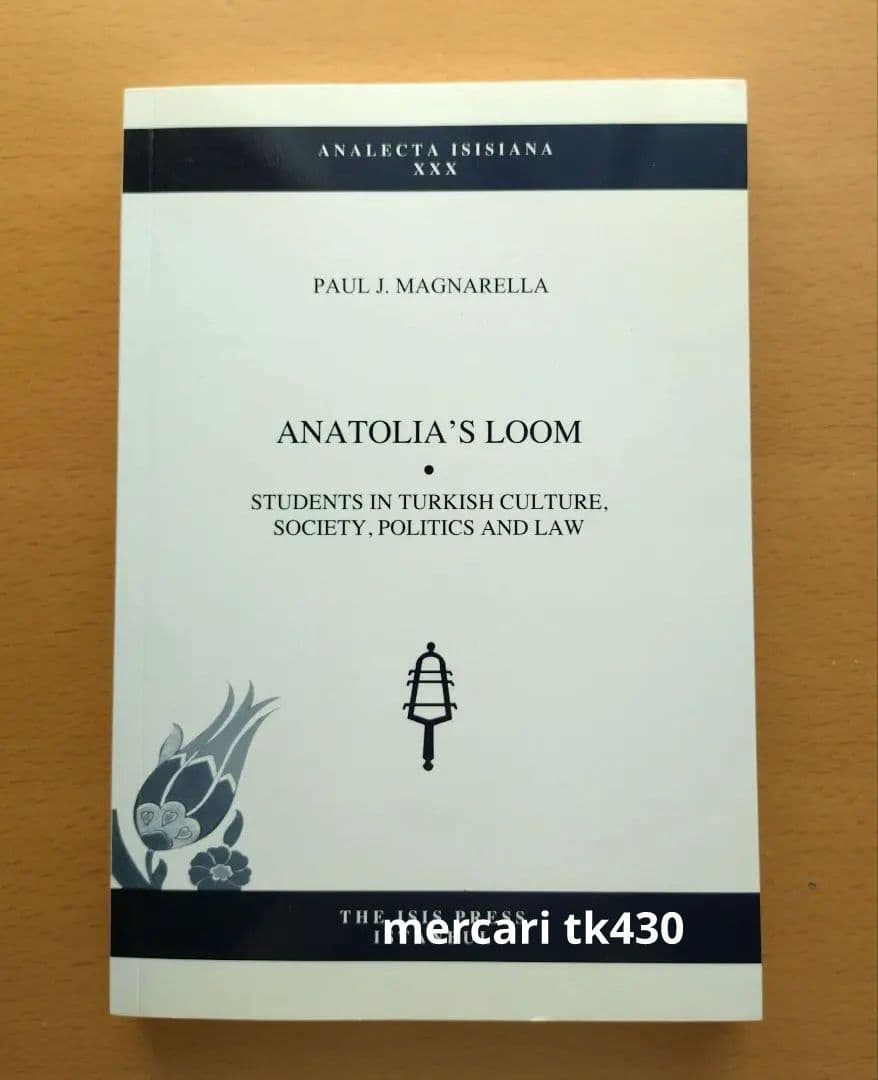 ANALECTA ISISIANA
XXX
PAUL J. MAGNARELLA
ANATOLIA'S LOOM
•
STUDENTS IN TURKISH CULTURE,
SOCIETY, POLITICS AND LAW
THE ISIS PRESS
ISTANBUL
mercari tk430